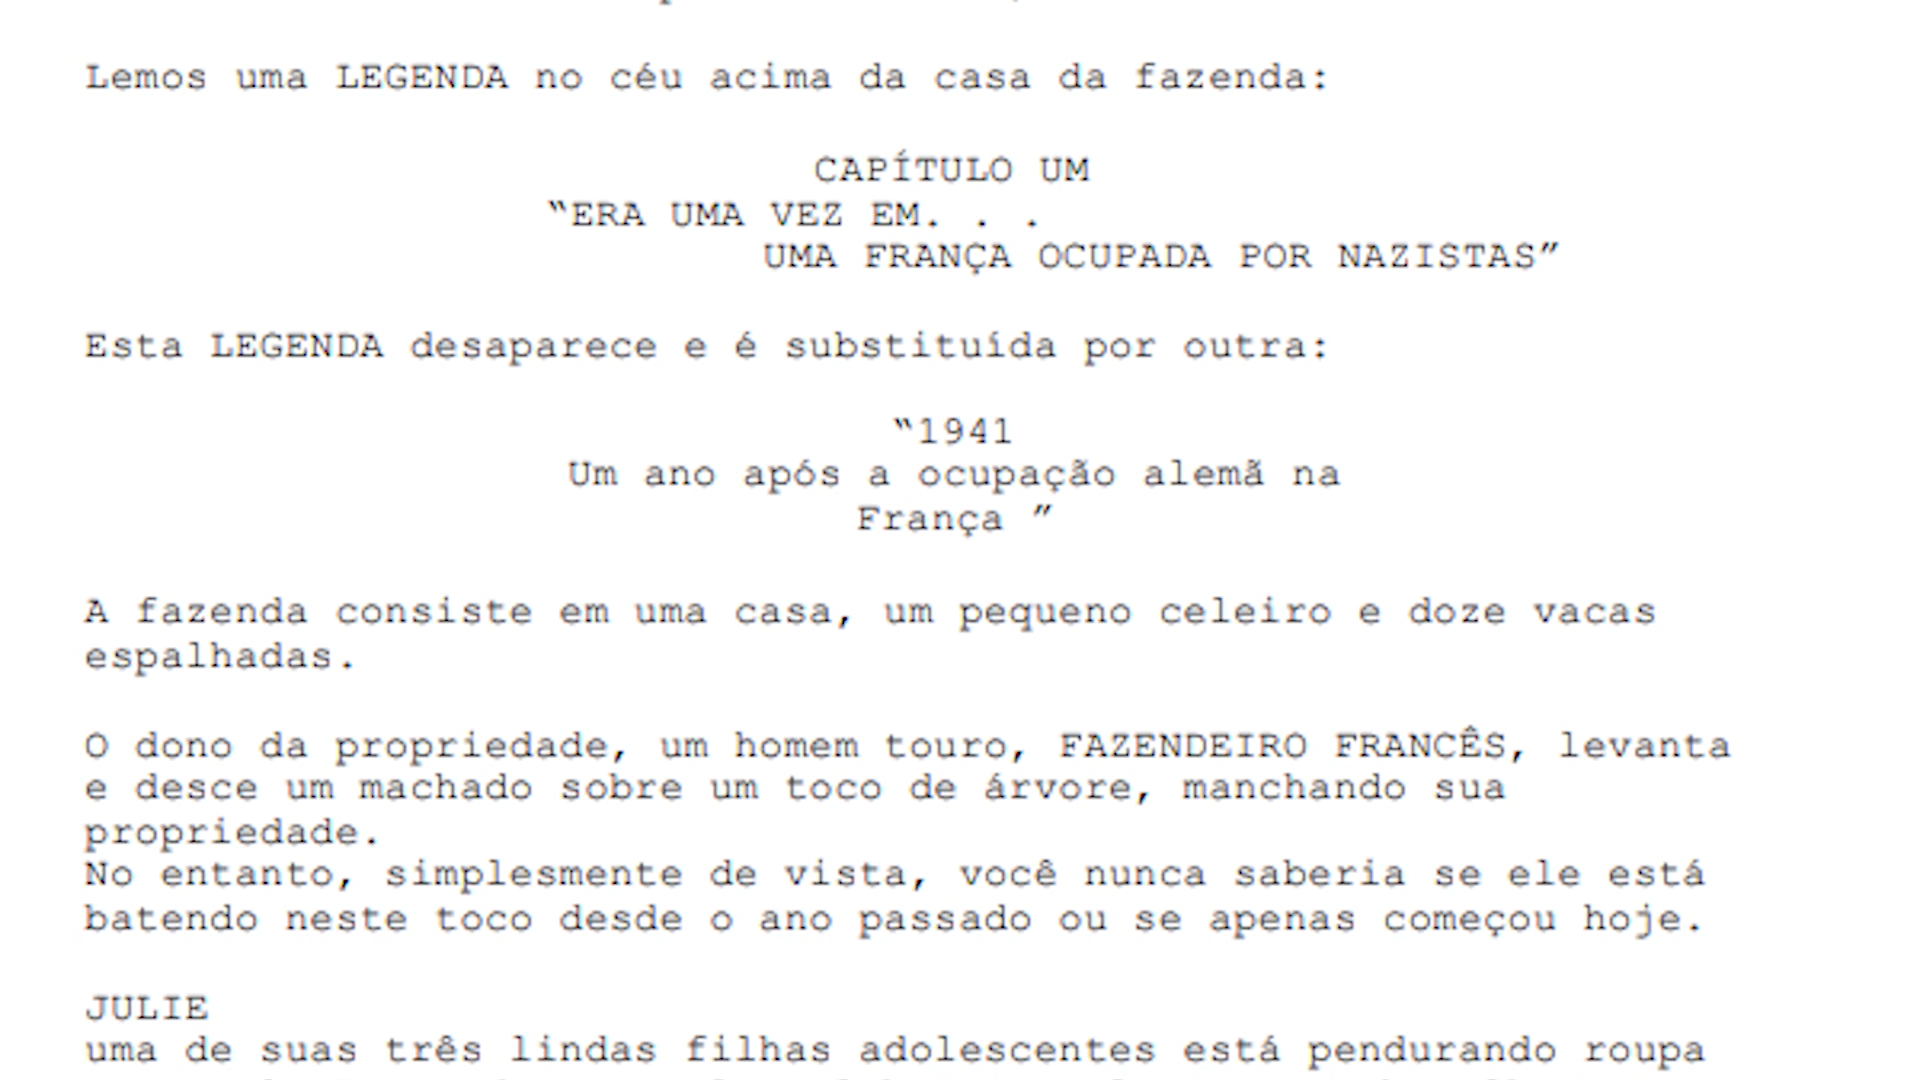 Lemos uma LEGENDA no céu acima da casa da fazenda:
CAPÍTULO UM
“ERA UMA VEZ EM. . .
UMA FRANÇA OCUPADA POR NAZISTAS”
Esta LEGENDA desaparece e é substituída por outra:
“1941
Um ano após a ocupação alemã na
França ”
A fazenda consiste em uma casa, um pequeno celeiro e doze vacas
espalhadas.
O dono da propriedade, um homem touro, FAZENDEIRO FRANCÊS, levanta
e desce um machado sobre um toco de árvore, manchando sua
propriedade.
No entanto, simplesmente de vista, você nunca saberia se ele está
batendo neste toco desde o ano passado ou se apenas começou hoje.
JULIE
uma de suas três lindas filhas adolescentes está pendurando roupa